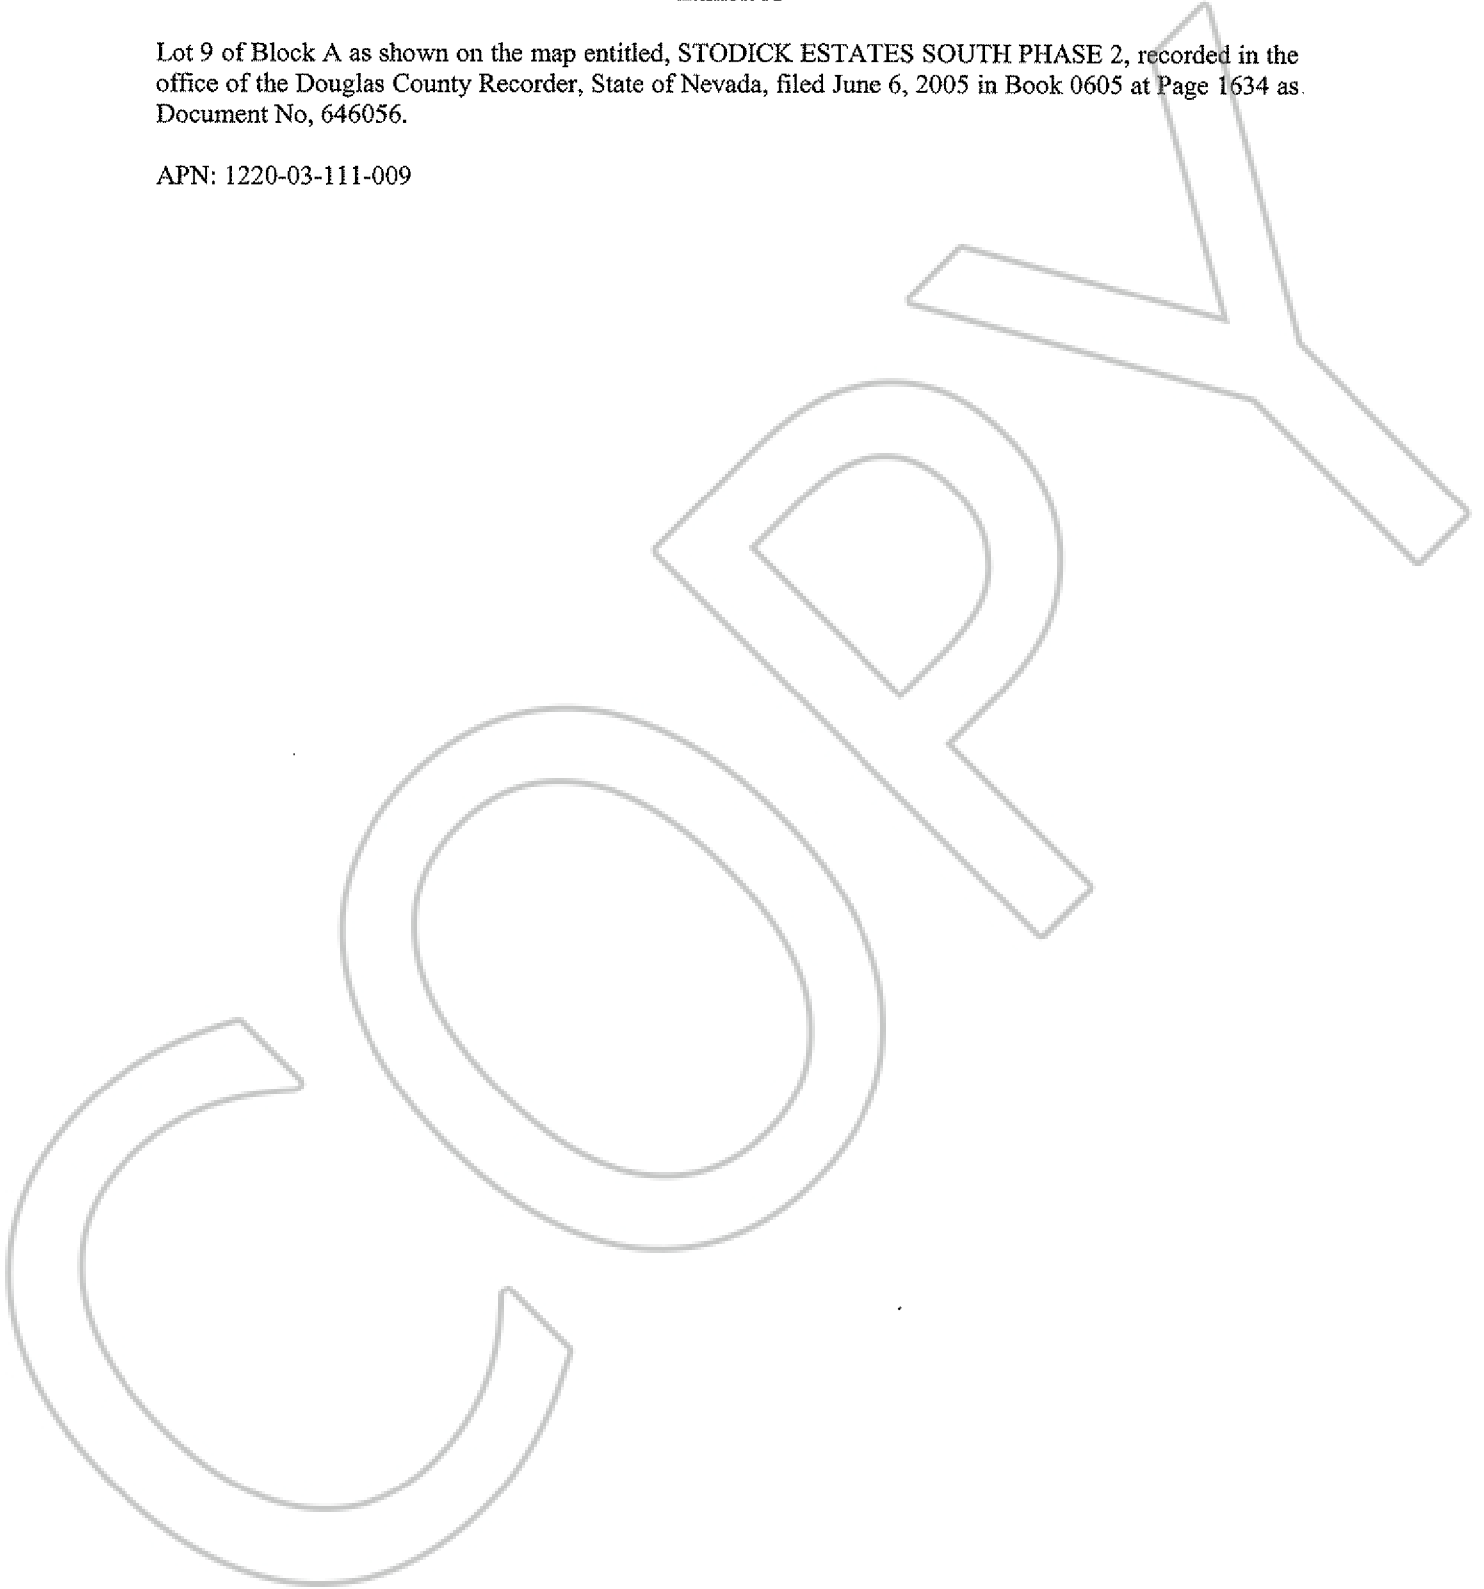 Lot 9 of Block A as shown on the map entitled, STODICK ESTATES SOUTH PHASE 2, recorded in the
office of the Douglas County Recorder, State of Nevada, filed June 6, 2005 in Book 0605 at Page 1634 as
Document No, 646056.
APN: 1220-03-111-009
COPY